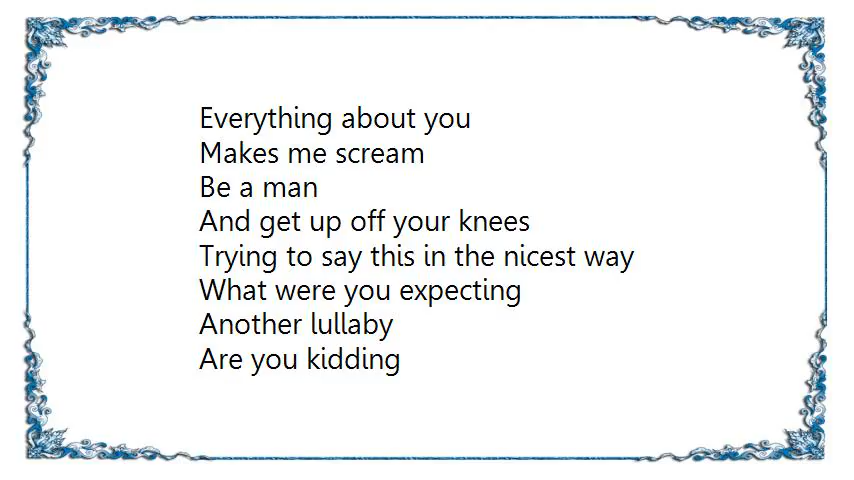 Everything about you
Makes me scream
Be a man
And get up off your knees
Trying to say this in the nicest way
What were you expecting
Another lullaby
Are you kidding